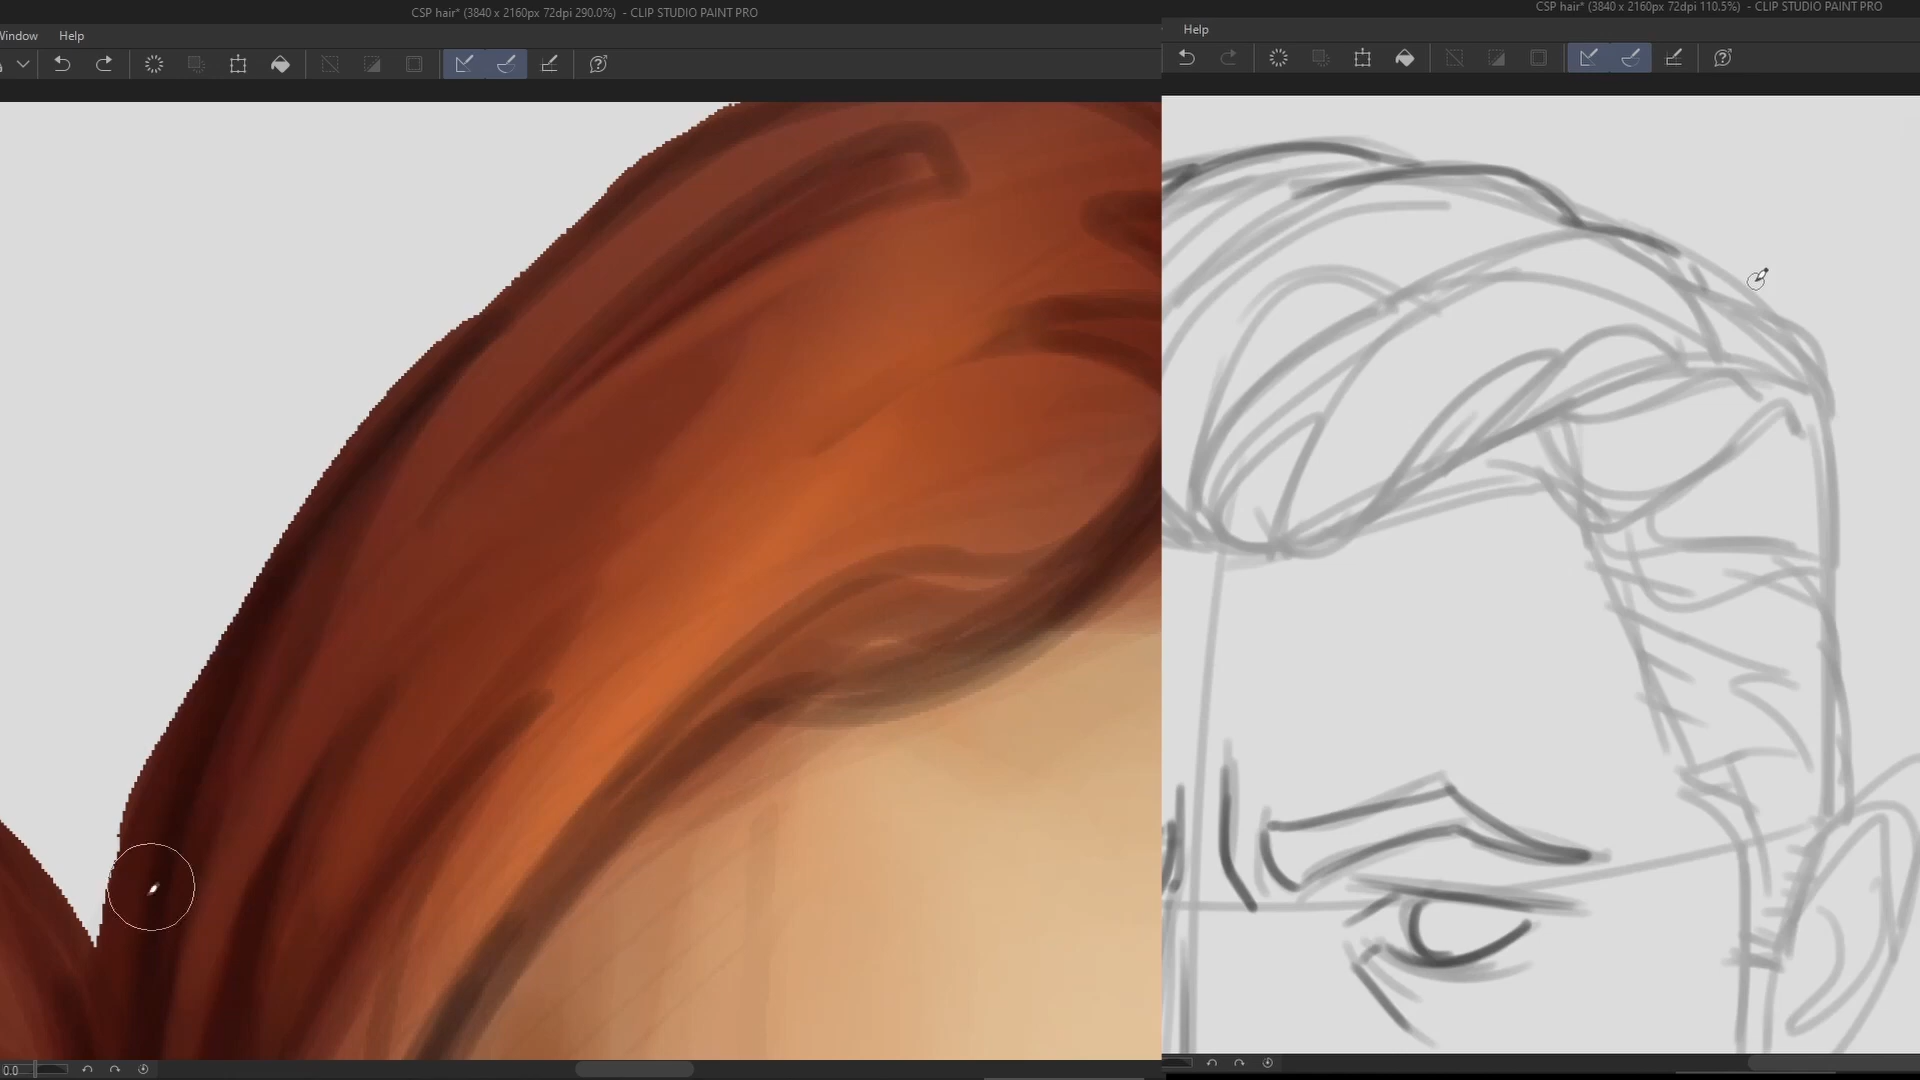 CSP hair* (3840 x 2160px 72dpi 290.0%) - CLIP STUDIO PAINT PRO
Window Help
0.0
CSP hair* (3840 x 2160px 72dpi 110.5%) - CLIP STUDIO PAINT PRO
Help